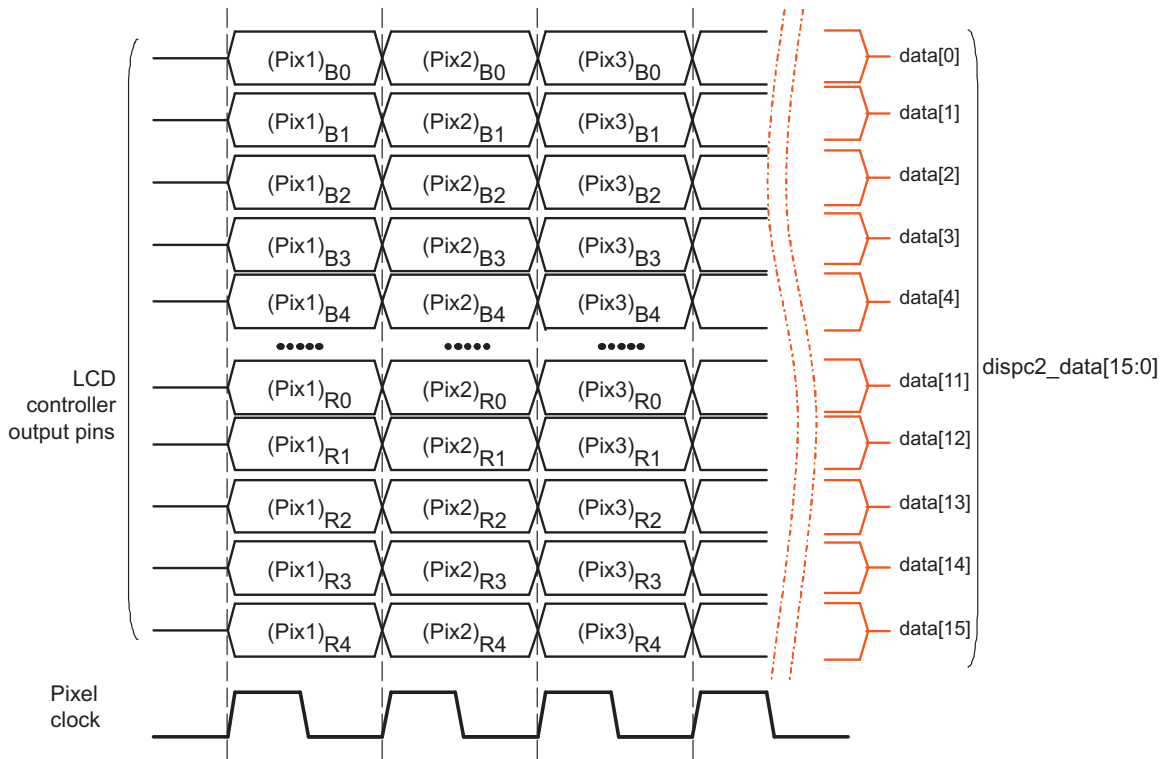 (Pix1)B0 (Pix2)B0 (Pix3)B0 data[0]
(Pix1)B1 (Pix2)B1 (Pix3)B1 data[1]
(Pix1)B2 (Pix2)B2 (Pix3)B2 data[2]
(Pix1)B3 (Pix2)B3 (Pix3)B3 data[3]
(Pix1)B4 (Pix2)B4 (Pix3)B4 data[4]
LCD
controller
output pins
(Pix1)R0 (Pix2)R0 (Pix3)R0 data[11]
dispc2_data[15:0]
(Pix1)R1 (Pix2)R1 (Pix3)R1 data[12]
(Pix1)R2 (Pix2)R2 (Pix3)R2 data[13]
(Pix1)R3 (Pix2)R3 (Pix3)R3 data[14]
(Pix1)R4 (Pix2)R4 (Pix3)R4 data[15]
Pixel
clock